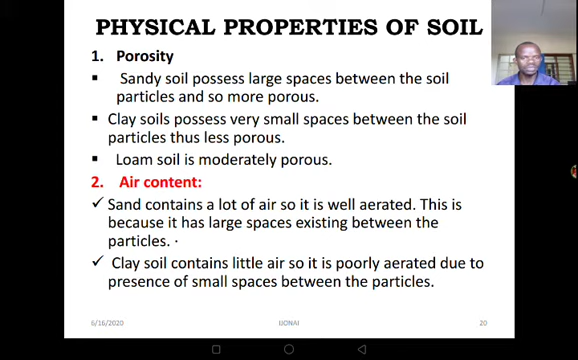 PHYSICAL PROPERTIES OF SOIL
1. Porosity
▪ Sandy soil possess large spaces between the soil
particles and so more porous.
▪ Clay soils possess very small spaces between the soil
particles thus less porous.
▪ Loam soil is moderately porous.
2. Air content:
✓ Sand contains a lot of air so it is well aerated. This is
because it has large spaces existing between the
particles.
✓ Clay soil contains little air so it is poorly aerated due to
presence of small spaces between the particles.
6/16/2020 IJONAI 20